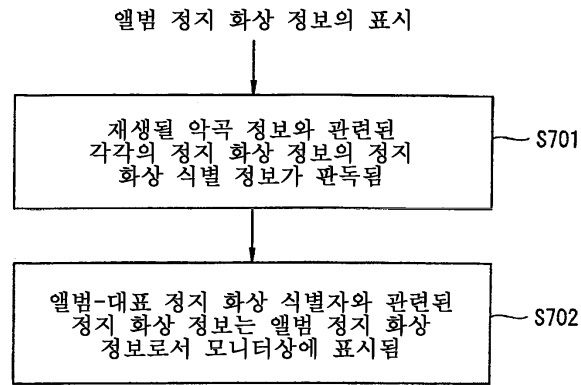 앨범 정지 화상 정보의 표시
재생될 악곡 정보와 관련된
각각의 정지 화상 정보의 정지
화상 식별 정보가 판독됨
S701
앨범-대표 정지 화상 식별자와 관련된
정지 화상 정보는 앨범 정지 화상
정보로서 모니터상에 표시됨
S702